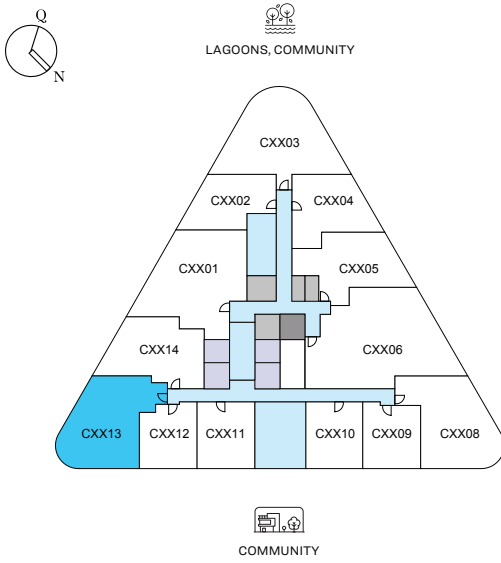 Q
N
LAGOONS, COMMUNITY
CXX03
CXX02
CXX04
CXX01
CXX05
CXX14
CXX06
CXX13
CXX12
CXX11
CXX10
CXX09
CXX08
COMMUNITY